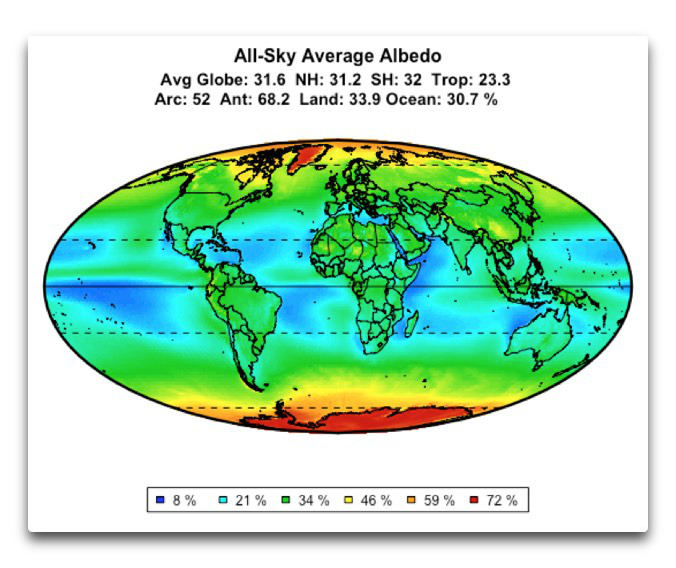 All-Sky Average Albedo
Avg Globe: 31.6 NH: 31.2 SH: 32 Trop: 23.3
Arc: 52 Ant: 68.2 Land: 33.9 Ocean: 30.7 %
8 % 21 % 34 % 46 % 59 % 72 %